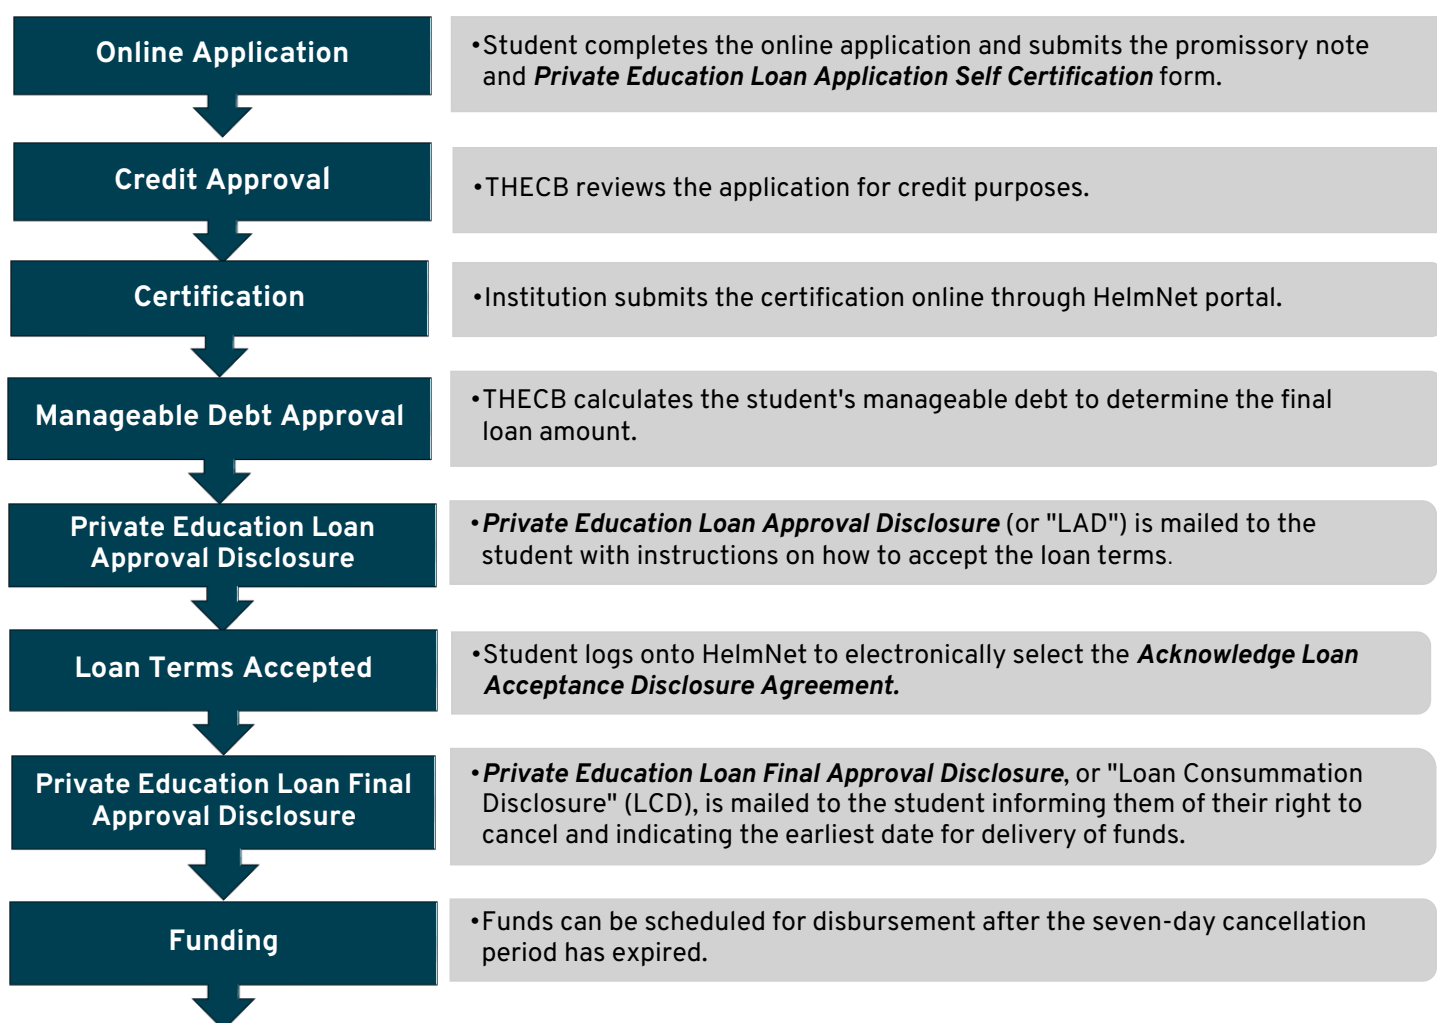 Online Application
•Student completes the online application and submits the promissory note
and Private Education Loan Application Self Certification form.
Credit Approval
•THECB reviews the application for credit purposes.
Certification
•Institution submits the certification online through HelmNet portal.
Manageable Debt Approval
•THECB calculates the student's manageable debt to determine the final
loan amount.
Private Education Loan
Approval Disclosure
•Private Education Loan Approval Disclosure (or "LAD") is mailed to the
student with instructions on how to accept the loan terms.
Loan Terms Accepted
•Student logs onto HelmNet to electronically select the Acknowledge Loan
Acceptance Disclosure Agreement.
Private Education Loan Final
Approval Disclosure
•Private Education Loan Final Approval Disclosure, or "Loan Consummation
Disclosure" (LCD), is mailed to the student informing them of their right to
cancel and indicating the earliest date for delivery of funds.
Funding
•Funds can be scheduled for disbursement after the seven-day cancellation
period has expired.